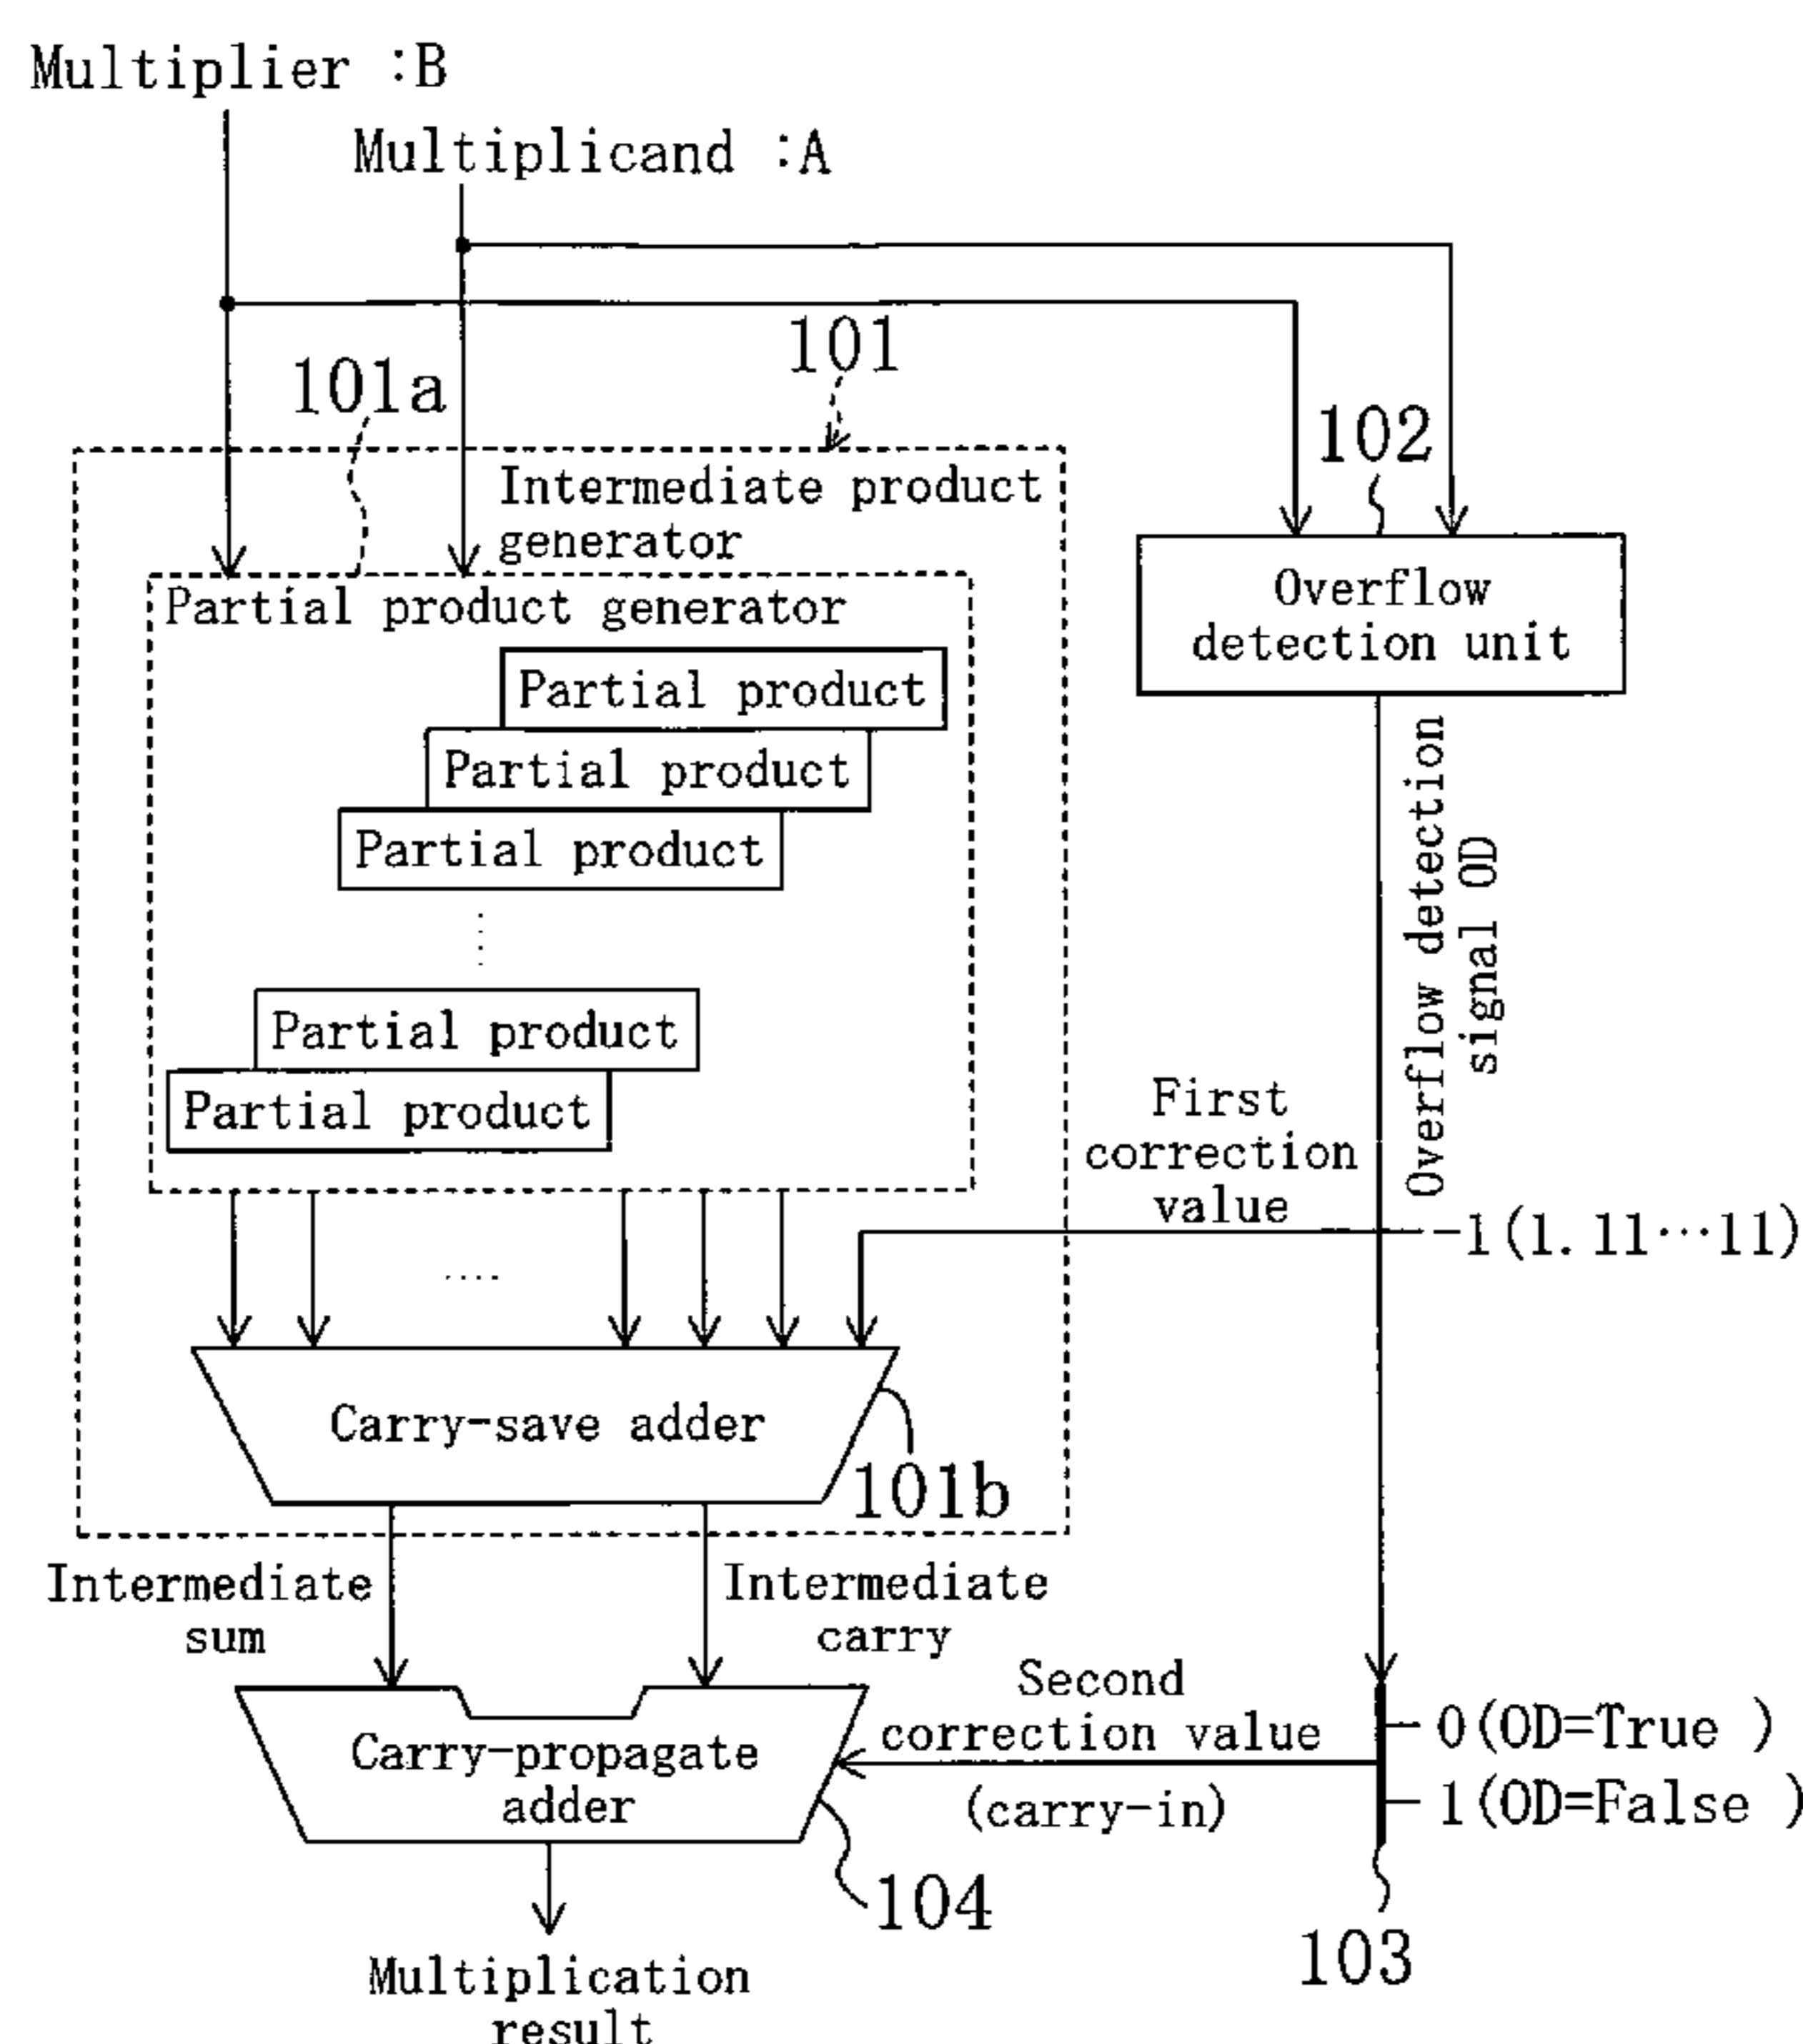 Multiplier :B
Multiplicand :A
101
101a
102
Intermediate product
generator
Overflow
detection unit
Partial product generator
Partial product
Partial product
Partial product
Partial product
Partial product
Overflow detection
signal OD
First
correction
value
-1(1.11…11)
Carry-save adder
101b
Intermediate
sum
Intermediate
carry
Second
correction value
(carry-in)
0(OD=True )
1(OD=False )
Carry-propagate
adder
104
103
Multiplication
result